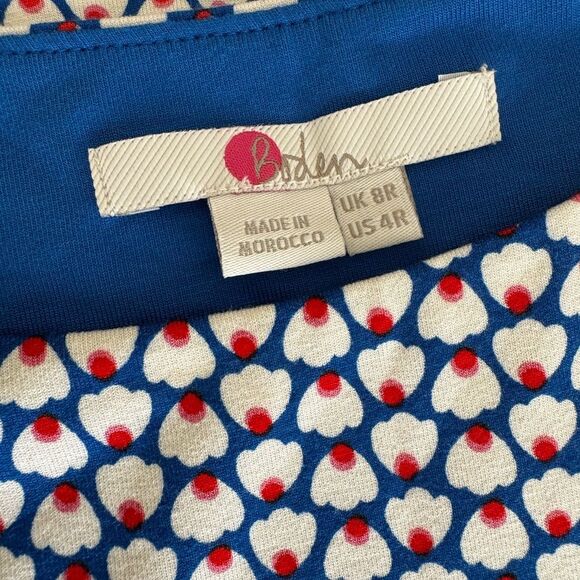 Boden
MADE IN
MOROCCO
UK 8R
US 4R